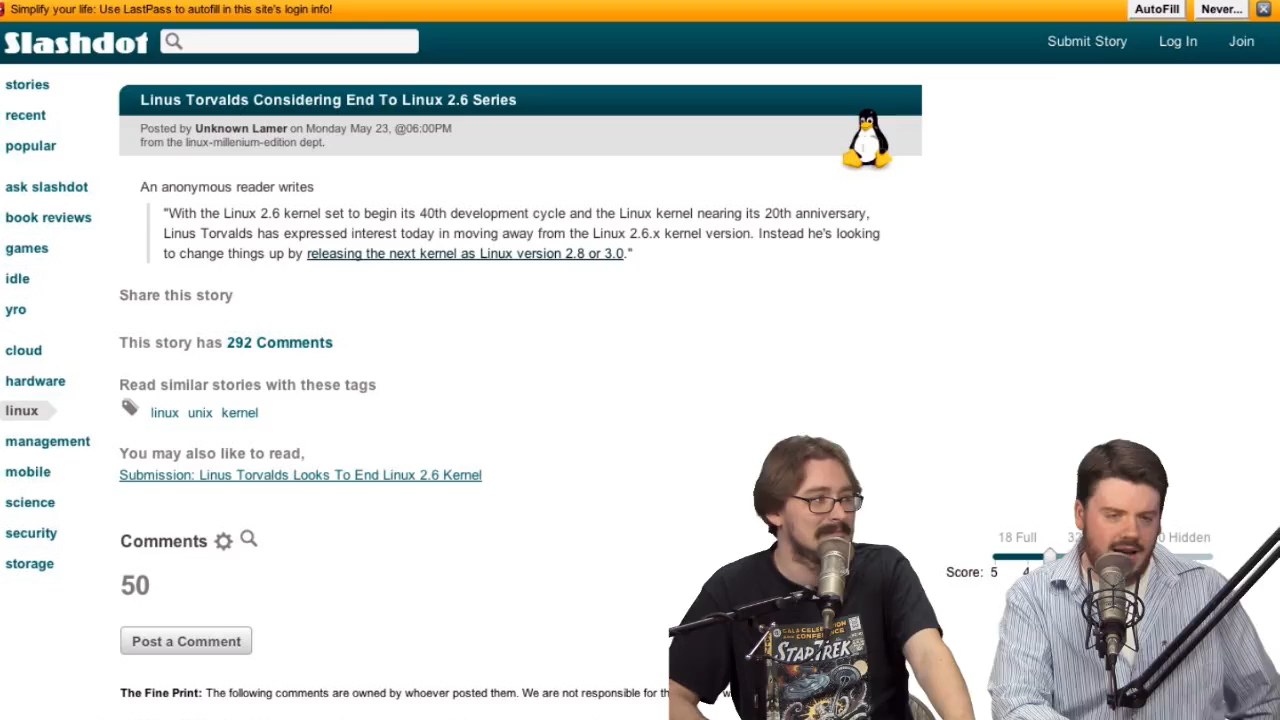 Simplify your life: Use LastPass to autofill in this site's login info!
AutoFill
Never...
Slashdot
Submit Story
Log In
Join
stories
recent
popular
ask slashdot
book reviews
games
idle
yro
cloud
hardware
linux
management
mobile
science
security
storage
Linus Torvalds Considering End To Linux 2.6 Series
Posted by Unknown Lamer on Monday May 23, @06:00PM
from the linux-millenium-edition dept.
An anonymous reader writes
"With the Linux 2.6 kernel set to begin its 40th development cycle and the Linux kernel nearing its 20th anniversary,
Linus Torvalds has expressed interest today in moving away from the Linux 2.6.x kernel version. Instead he's looking
to change things up by releasing the next kernel as Linux version 2.8 or 3.0."
Share this story
This story has 292 Comments
Read similar stories with these tags
linux unix kernel
You may also like to read,
Submission: Linus Torvalds Looks To End Linux 2.6 Kernel
Comments
50
18 Full
Hidden
Score: 5 4
Post a Comment
STAR TREK
The Fine Print: The following comments are owned by whoever posted them. We are not responsible for